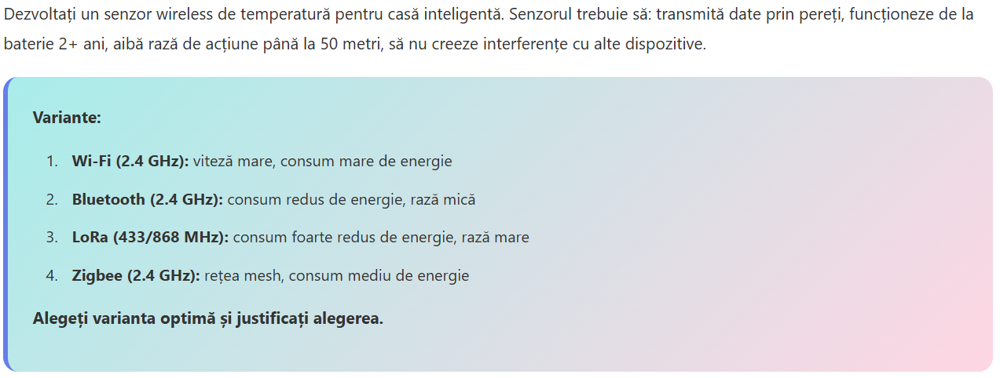 Dezvoltați un senzor wireless de temperatură pentru casă inteligentă. Senzorul trebuie să: transmită date prin pereți, funcționeze de la
baterie 2+ ani, aibă rază de acțiune până la 50 metri, să nu creeze interferențe cu alte dispozitive.
Variante:
1. Wi-Fi (2.4 GHz): viteză mare, consum mare de energie
2. Bluetooth (2.4 GHz): consum redus de energie, rază mică
3. LoRa (433/868 MHz): consum foarte redus de energie, rază mare
4. Zigbee (2.4 GHz): rețea mesh, consum mediu de energie
Alegeți varianta optimă și justificați alegerea.